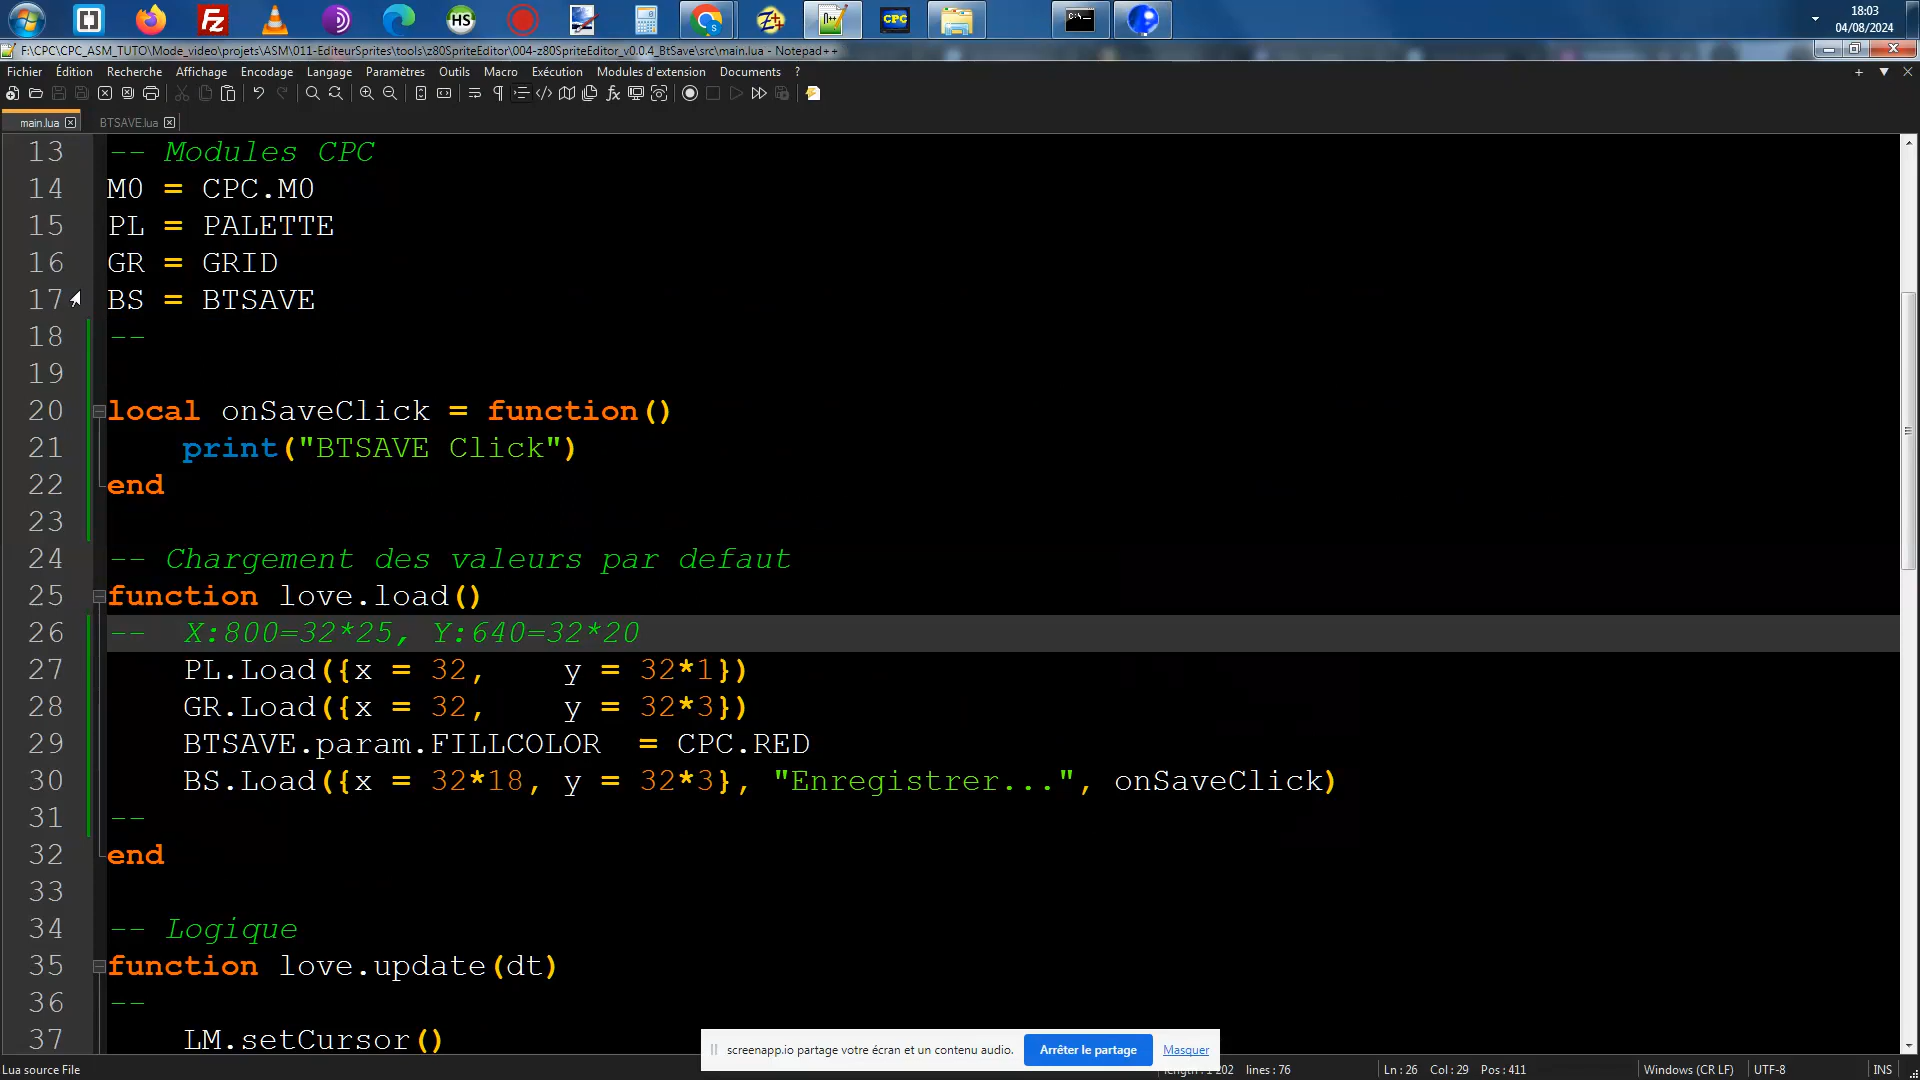 18:03
04/08/2024
F:\CPC\CPC_ASM_TUTO\Mode_video\projets\ASM\011-EditeurSprites\tools\z80SpriteEditor\004-z80SpriteEditor_v0.0.4_BtSave\src\main.lua - Notepad++
Fichier Édition Recherche Affichage Encodage Langage Paramètres Outils Macro Exécution Modules d'extension Documents ?
main.lua BTSAVE.lua
13 -- Modules CPC
14 M0 = CPC.M0
15 PL = PALETTE
16 GR = GRID
17 BS = BTSAVE
18 --
19
20 local onSaveClick = function()
21 print("BTSAVE Click")
22 end
23
24 -- Chargement des valeurs par defaut
25 function love.load()
26 -- X:800=32*25, Y:640=32*20
27 PL.Load({x = 32, y = 32*1})
28 GR.Load({x = 32, y = 32*3})
29 BTSAVE.param.FILLCOLOR = CPC.RED
30 BS.Load({x = 32*18, y = 32*3}, "Enregistrer...", onSaveClick)
31 --
32 end
33
34 -- Logique
35 function love.update(dt)
36 --
37 LM.setCursor()
screenapp.io partage votre écran et un contenu audio. Arrêter le partage Masquer
Lua source File length : 1 202 lines : 76 Ln : 26 Col : 29 Pos : 411 Windows (CR LF) UTF-8 INS